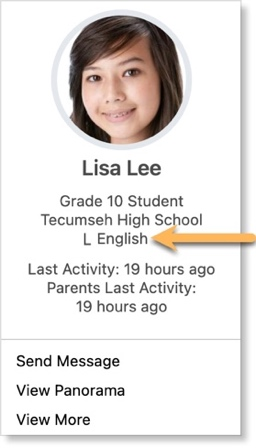 Lisa Lee
Grade 10 Student
Tecumseh High School
L English
Last Activity: 19 hours ago
Parents Last Activity:
19 hours ago
Send Message
View Panorama
View More